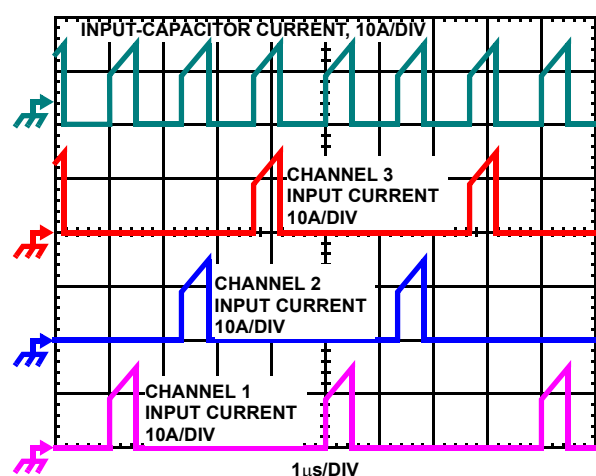 INPUT-CAPACITOR CURRENT, 10A/DIV
CHANNEL 3
INPUT CURRENT
10A/DIV
CHANNEL 2
INPUT CURRENT
10A/DIV
CHANNEL 1
INPUT CURRENT
10A/DIV
1μs/DIV